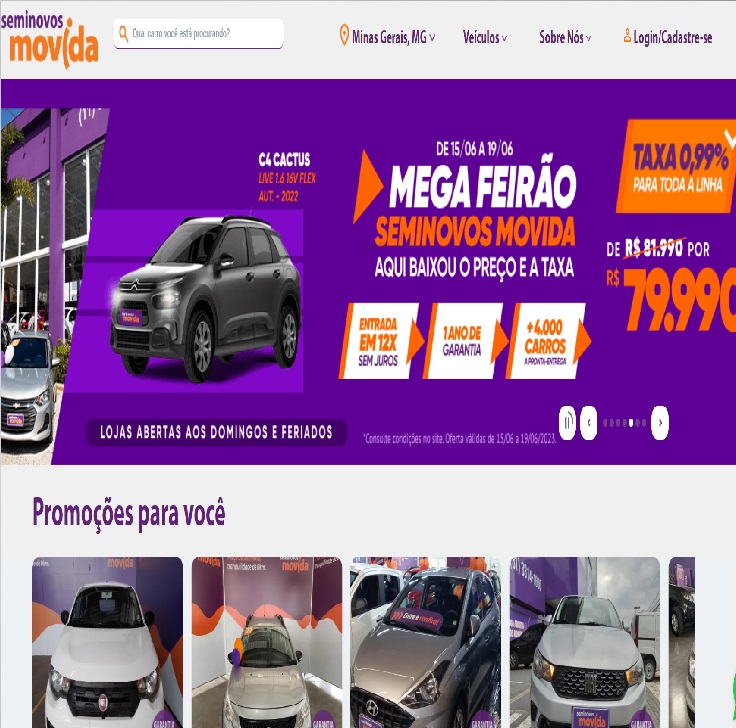 seminovos
movida
Qual carro você está procurando?
Minas Gerais, MG
Veículos
Sobre Nós
Login/Cadastre-se
C4 CACTUS
LIVE 1.6 16V FLEX
AUT. - 2022
DE 15/06 A 19/06
MEGA FEIRÃO
SEMINOVOS MOVIDA
AQUI BAIXOU O PREÇO E A TAXA
TAXA 0,99%
PARA TODA A LINHA
DE R$ 81.990 POR
R$ 79.990
ENTRADA
EM 12X
SEM JUROS
1 ANO DE
GARANTIA
+4.000
CARROS
A PRONTA-ENTREGA
LOJAS ABERTAS AOS DOMINGOS E FERIADOS
*Consulte condições no site. Oferta válidas de 15/06 a 19/06/2023.
Promoções para você
movida
movida
seminovos
movida
GARANTIA
GARANTIA
GARANTIA
GARANTIA